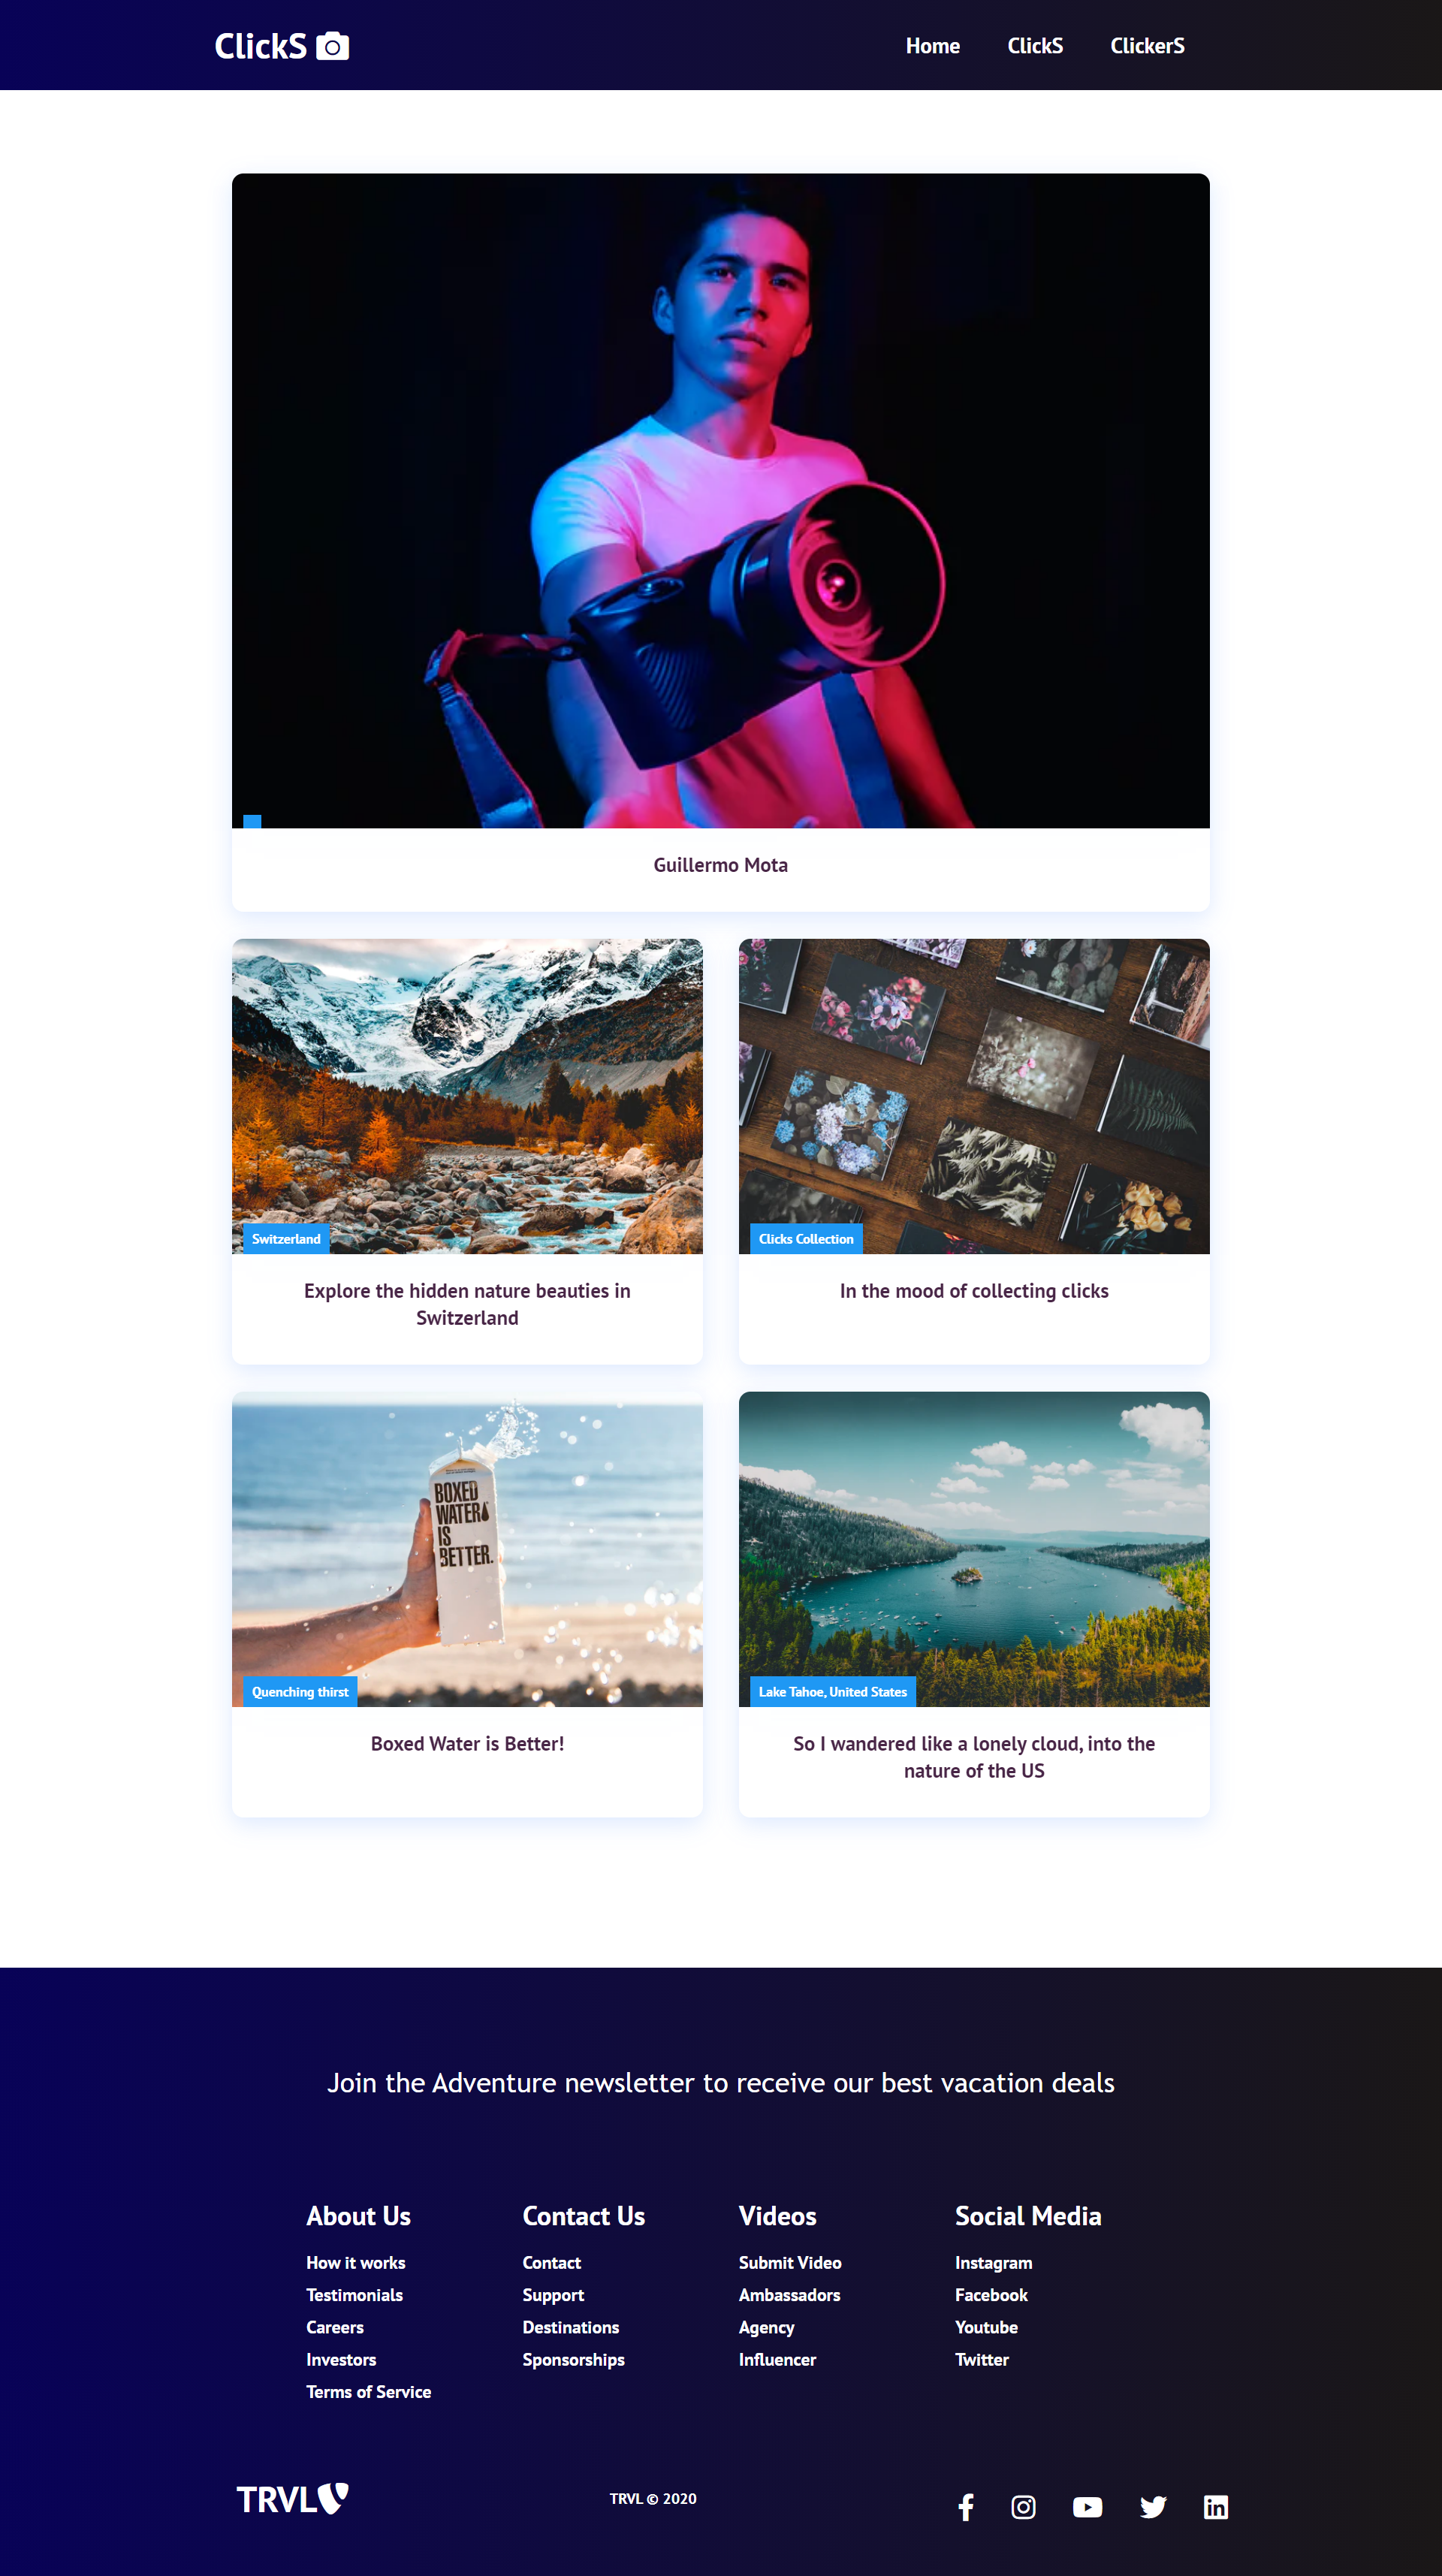 ClickS
Home
ClickS
ClickerS
Guillermo Mota
Switzerland
Explore the hidden nature beauties in
Switzerland
Clicks Collection
In the mood of collecting clicks
BOXED
WATER
IS
BETTER.
Quenching thirst
Boxed Water is Better!
Lake Tahoe, United States
So I wandered like a lonely cloud, into the
nature of the US
Join the Adventure newsletter to receive our best vacation deals
About Us
How it works
Testimonials
Careers
Investors
Terms of Service
Contact Us
Contact
Support
Destinations
Sponsorships
Videos
Submit Video
Ambassadors
Agency
Influencer
Social Media
Instagram
Facebook
Youtube
Twitter
TRVL
TRVL © 2020